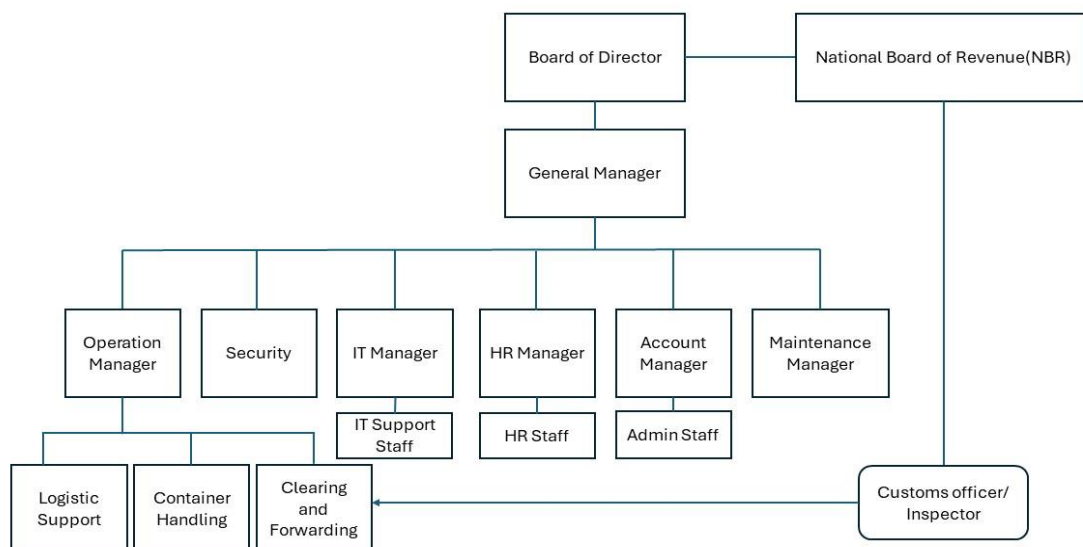 Board of Director
National Board of Revenue(NBR)
General Manager
Operation
Manager
Security
IT Manager
HR Manager
Account
Manager
Maintenance
Manager
IT Support
Staff
HR Staff
Admin Staff
Logistic
Support
Container
Handling
Clearing
and
Forwarding
Customs officer/
Inspector